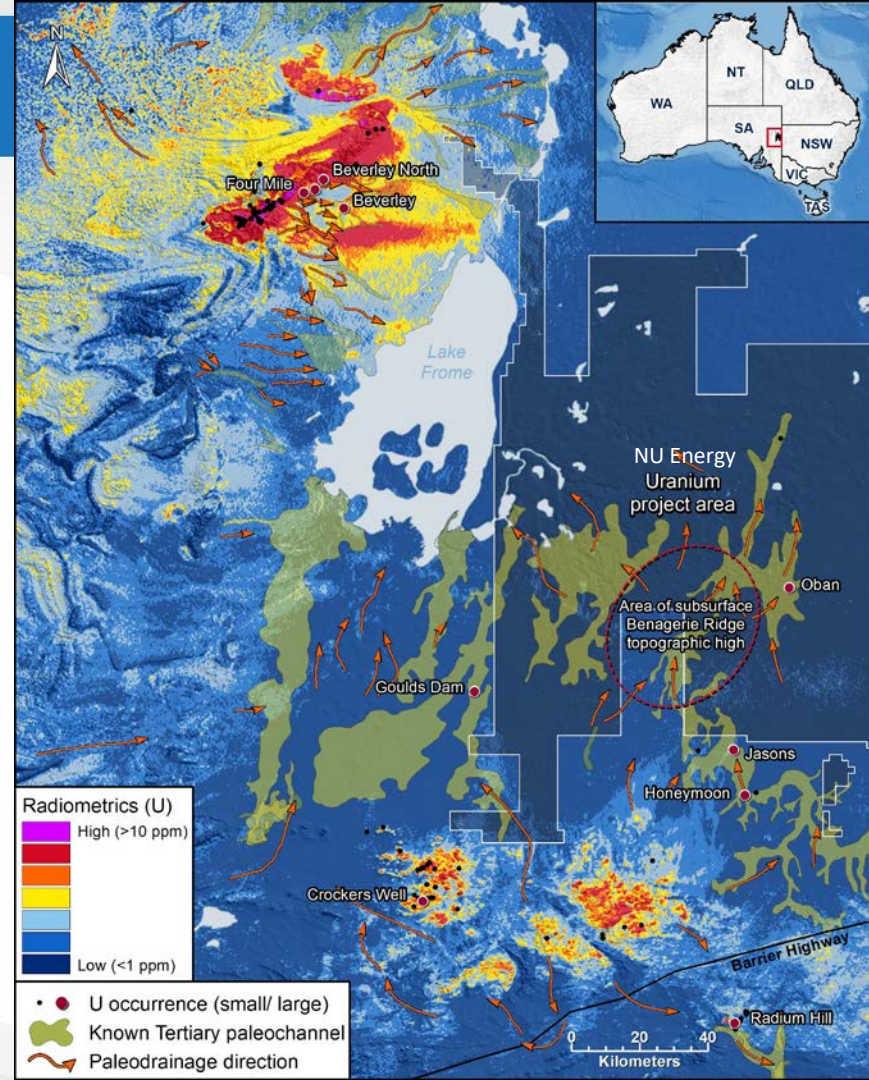 N
WA
NT
QLD
SA
NSW
VIC
TAS
Beverley North
Four Mile
Beverley
Lake
Frome
NU Energy
Uranium
project area
Oban
Area of subsurface
Benagerie Ridge
topographic high
Goulds Dam
Jasons
Honeymoon
Crockers Well
Barrier Highway
Radium Hill
0 20 40
Kilometers
Radiometrics (U)
High (>10 ppm)
Low (<1 ppm)
U occurrence (small/ large)
Known Tertiary paleochannel
Paleodrainage direction